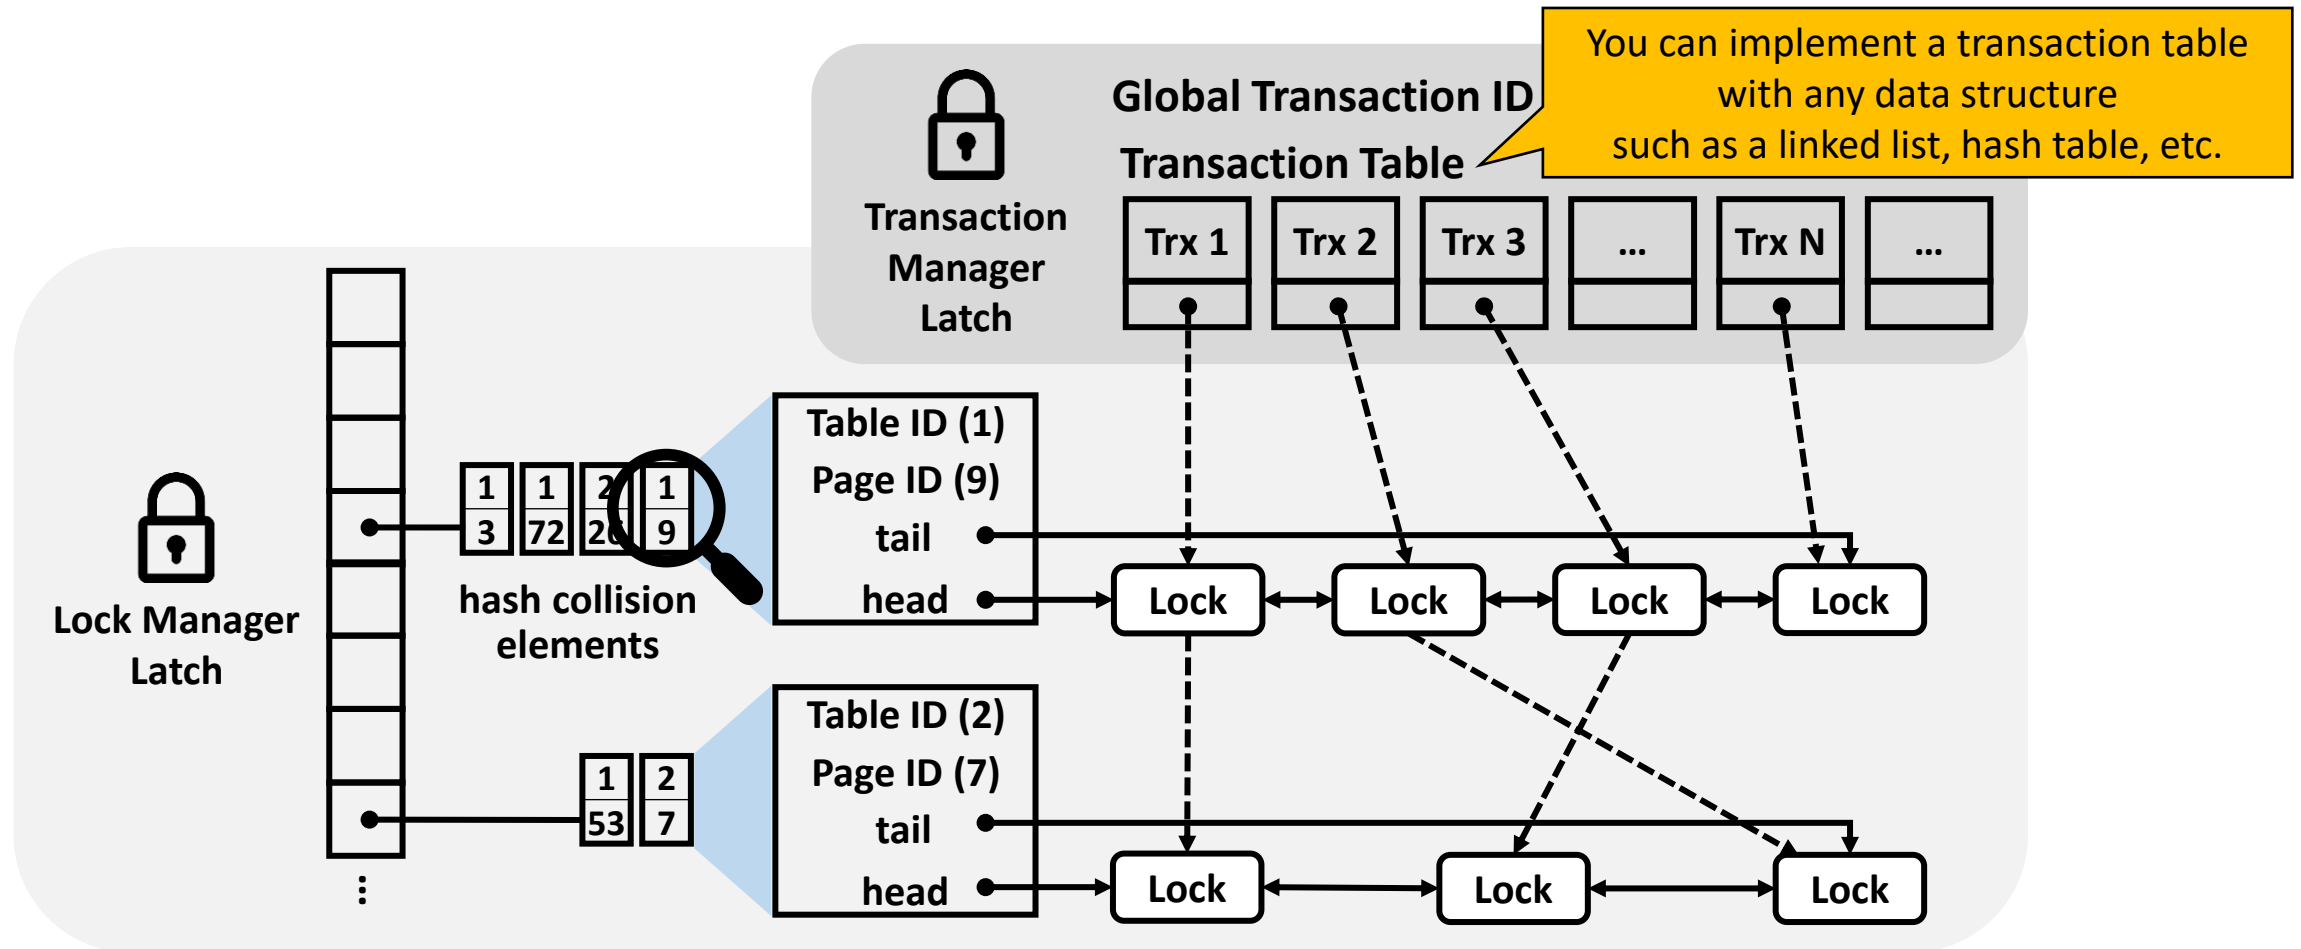 You can implement a transaction table
with any data structure
such as a linked list, hash table, etc.
Global Transaction ID
Transaction Table
Transaction
Manager
Latch
Trx 1
Trx 2
Trx 3
...
Trx N
...
Lock Manager
Latch
1
3
1
72
2
26
1
9
hash collision
elements
Table ID (1)
Page ID (9)
tail
head
Lock
Lock
Lock
Lock
1
53
2
7
Table ID (2)
Page ID (7)
tail
head
Lock
Lock
Lock
...